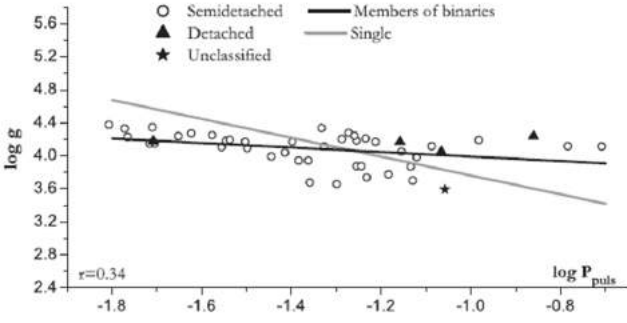 Semidetached
Members of binaries
Detached
Single
Unclassified
log g
5.6
5.2
4.8
4.4
4.0
3.6
3.2
2.8
2.4
r=0.34
log P_puls
-1.8
-1.6
-1.4
-1.2
-1.0
-0.8